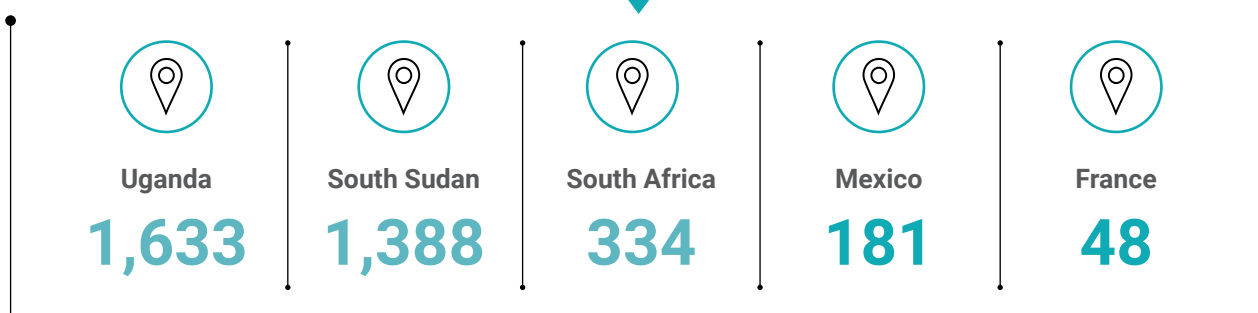 Uganda South Sudan South Africa Mexico France
1,633 1,388 334 181 48